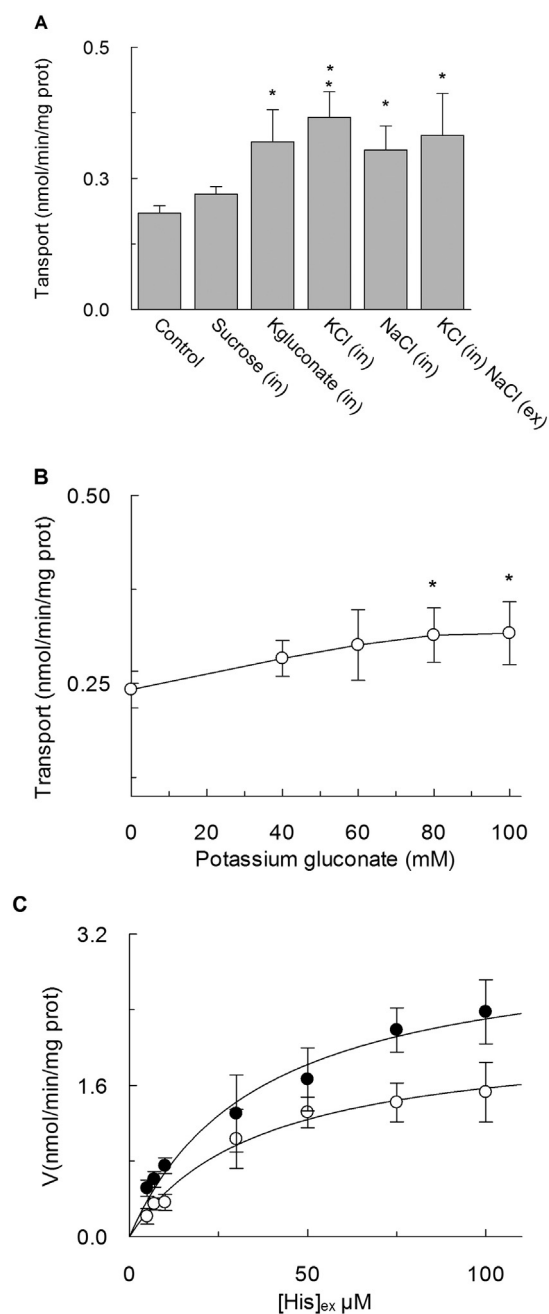 A
Tansport (nmol/min/mg prot)
0.5
*
*
*
*
*
0.3
0.0
Control
Sucrose (in)
Kgluconate (in)
KCl (in)
NaCl (in)
KCl (in) NaCl (ex)
B
Transport (nmol/min/mg prot)
0.50
*
*
0.25
0 20 40 60 80 100
Potassium gluconate (mM)
C
V(nmol/min/mg prot)
3.2
1.6
0.0
0 50 100
[His]ex µM